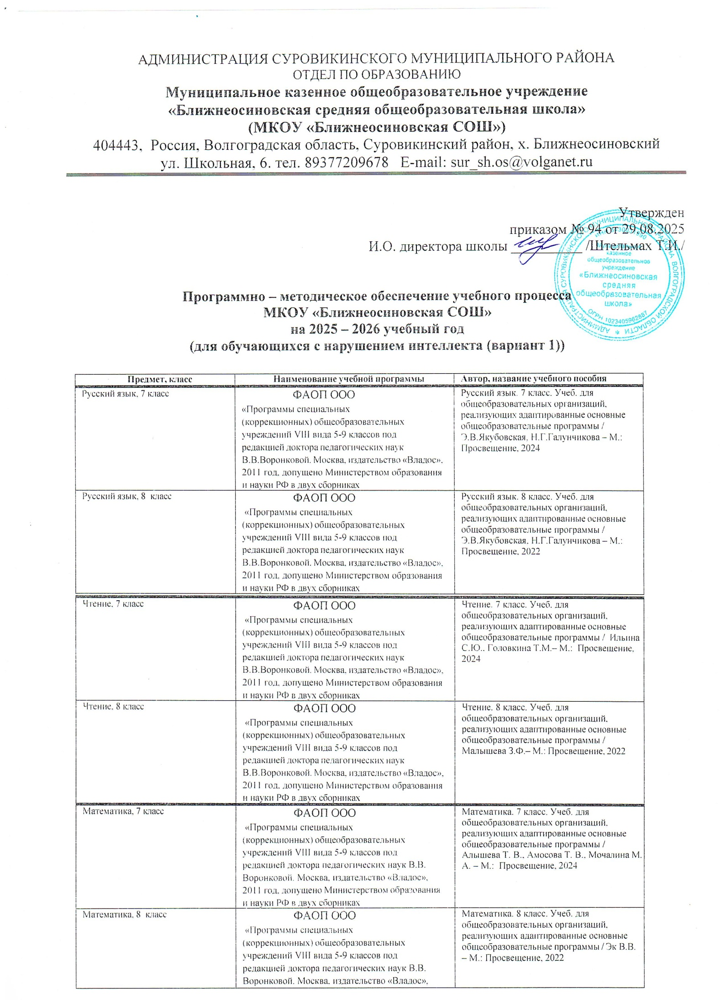 АДМИНИСТРАЦИЯ СУРОВИКИНСКОГО МУНИЦИПАЛЬНОГО РАЙОНА
ОТДЕЛ ПО ОБРАЗОВАНИЮ
Муниципальное казенное общеобразовательное учреждение
«Ближнеосиновская средняя общеобразовательная школа»
(МКОУ «Ближнеосиновская СОШ»)
404443, Россия, Волгоградская область, Суровикинский район, х. Ближнеосиновский
ул. Школьная, 6. тел. 89377209678 E-mail: sur_sh.os@volganet.ru
Утвержден
приказом № 94 от 29.08.2025
И.О. директора школы ___________ /Штельмах Т.И./
АДМИНИСТРАЦИЯ СУРОВИКИНСКОГО МУНИЦИПАЛЬНОГО РАЙОНА ВОЛГОГРАДСКОЙ ОБЛАСТИ *
казенное
общеобразовательное
учреждение
«Ближнеосиновская
средняя
общеобразовательная
школа»
ОГРН 1023405962887
Программно – методическое обеспечение учебного процесса
МКОУ «Ближнеосиновская СОШ»
на 2025 – 2026 учебный год
(для обучающихся с нарушением интеллекта (вариант 1))
Предмет, класс
Наименование учебной программы
Автор, название учебного пособия
Русский язык, 7 класс
ФАОП ООО
«Программы специальных
(коррекционных) общеобразовательных
учреждений VIII вида 5-9 классов под
редакцией доктора педагогических наук
В.В.Воронковой. Москва, издательство «Владос»,
2011 год, допущено Министерством образования
и науки РФ в двух сборниках
Русский язык. 7 класс. Учеб. для
общеобразовательных организаций,
реализующих адаптированные основные
общеобразовательные программы /
Э.В.Якубовская, Н.Г.Галунчикова – М.:
Просвещение, 2024
Русский язык, 8 класс
ФАОП ООО
«Программы специальных
(коррекционных) общеобразовательных
учреждений VIII вида 5-9 классов под
редакцией доктора педагогических наук
В.В.Воронковой. Москва, издательство «Владос»,
2011 год, допущено Министерством образования
и науки РФ в двух сборниках
Русский язык. 8 класс. Учеб. для
общеобразовательных организаций,
реализующих адаптированные основные
общеобразовательные программы /
Э.В.Якубовская, Н.Г.Галунчикова – М.:
Просвещение, 2022
Чтение, 7 класс
ФАОП ООО
«Программы специальных
(коррекционных) общеобразовательных
учреждений VIII вида 5-9 классов под
редакцией доктора педагогических наук
В.В.Воронковой. Москва, издательство «Владос»,
2011 год, допущено Министерством образования
и науки РФ в двух сборниках
Чтение. 7 класс. Учеб. для
общеобразовательных организаций,
реализующих адаптированные основные
общеобразовательные программы / Ильина
С.Ю., Головкина Т.М.– М.: Просвещение,
2024
Чтение. 8 класс
ФАОП ООО
«Программы специальных
(коррекционных) общеобразовательных
учреждений VIII вида 5-9 классов под
редакцией доктора педагогических наук
В.В.Воронковой. Москва, издательство «Владос»,
2011 год, допущено Министерством образования
и науки РФ в двух сборниках
Чтение. 8 класс. Учеб. для
общеобразовательных организаций,
реализующих адаптированные основные
общеобразовательные программы /
Малышева З.Ф.– М.: Просвещение, 2022
Математика, 7 класс
ФАОП ООО
«Программы специальных
(коррекционных) общеобразовательных
учреждений VIII вида 5-9 классов под
редакцией доктора педагогических наук В.В.
Воронковой. Москва, издательство «Владос»,
2011 год, допущено Министерством образования
и науки РФ в двух сборниках
Математика. 7 класс. Учеб. для
общеобразовательных организаций,
реализующих адаптированные основные
общеобразовательные программы /
Алышева Т. В., Амосова Т. В., Мочалина М.
А. – М.: Просвещение, 2024
Математика, 8 класс
ФАОП ООО
«Программы специальных
(коррекционных) общеобразовательных
учреждений VIII вида 5-9 классов под
редакцией доктора педагогических наук В.В.
Воронковой. Москва, издательство «Владос»,
Математика. 8 класс. Учеб. для
общеобразовательных организаций,
реализующих адаптированные основные
общеобразовательные программы / Эк В.В.
– М.: Просвещение, 2022